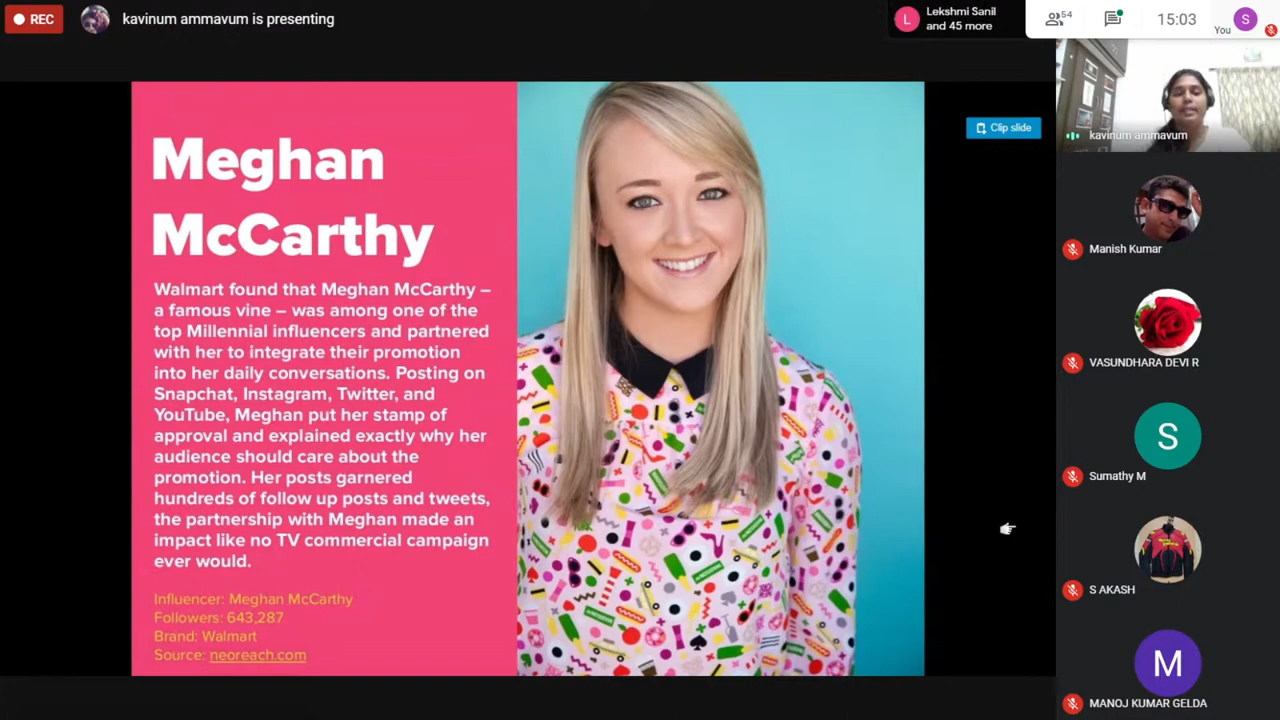 REC
kavinum ammavum is presenting
L
Lekshmi Sanil
and 45 more
54
15:03
You
S
Clip slide
Meghan
McCarthy
Walmart found that Meghan McCarthy –
a famous vine – was among one of the
top Millennial influencers and partnered
with her to integrate their promotion
into her daily conversations. Posting on
Snapchat, Instagram, Twitter, and
YouTube, Meghan put her stamp of
approval and explained exactly why her
audience should care about the
promotion. Her posts garnered
hundreds of follow up posts and tweets,
the partnership with Meghan made an
impact like no TV commercial campaign
ever would.
Influencer: Meghan McCarthy
Followers: 643,287
Brand: Walmart
Source: neoreach.com
kavinum ammavum
Manish Kumar
VASUNDHARA DEVI R
S
Sumathy M
S AKASH
M
MANOJ KUMAR GELDA